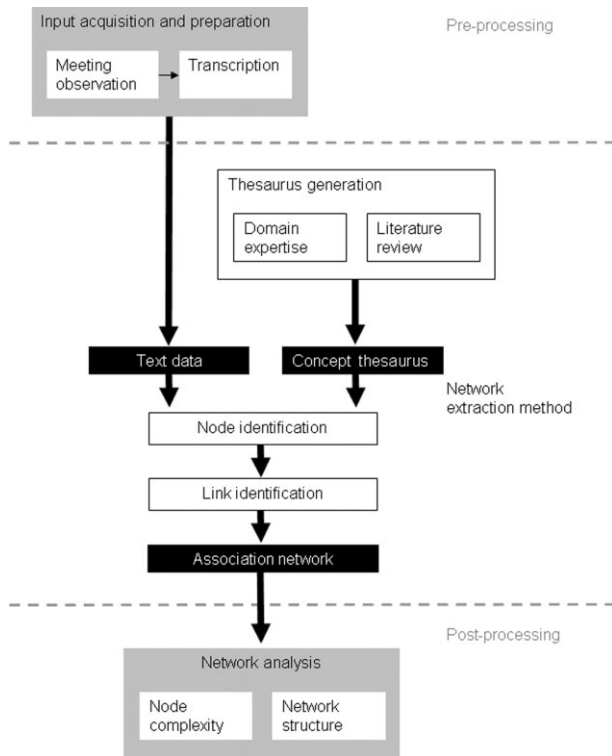 Input acquisition and preparation
Pre-processing
Meeting
observation
Transcription
Thesaurus generation
Domain
expertise
Literature
review
Text data
Concept thesaurus
Network
extraction method
Node identification
Link identification
Association network
Post-processing
Network analysis
Node
complexity
Network
structure